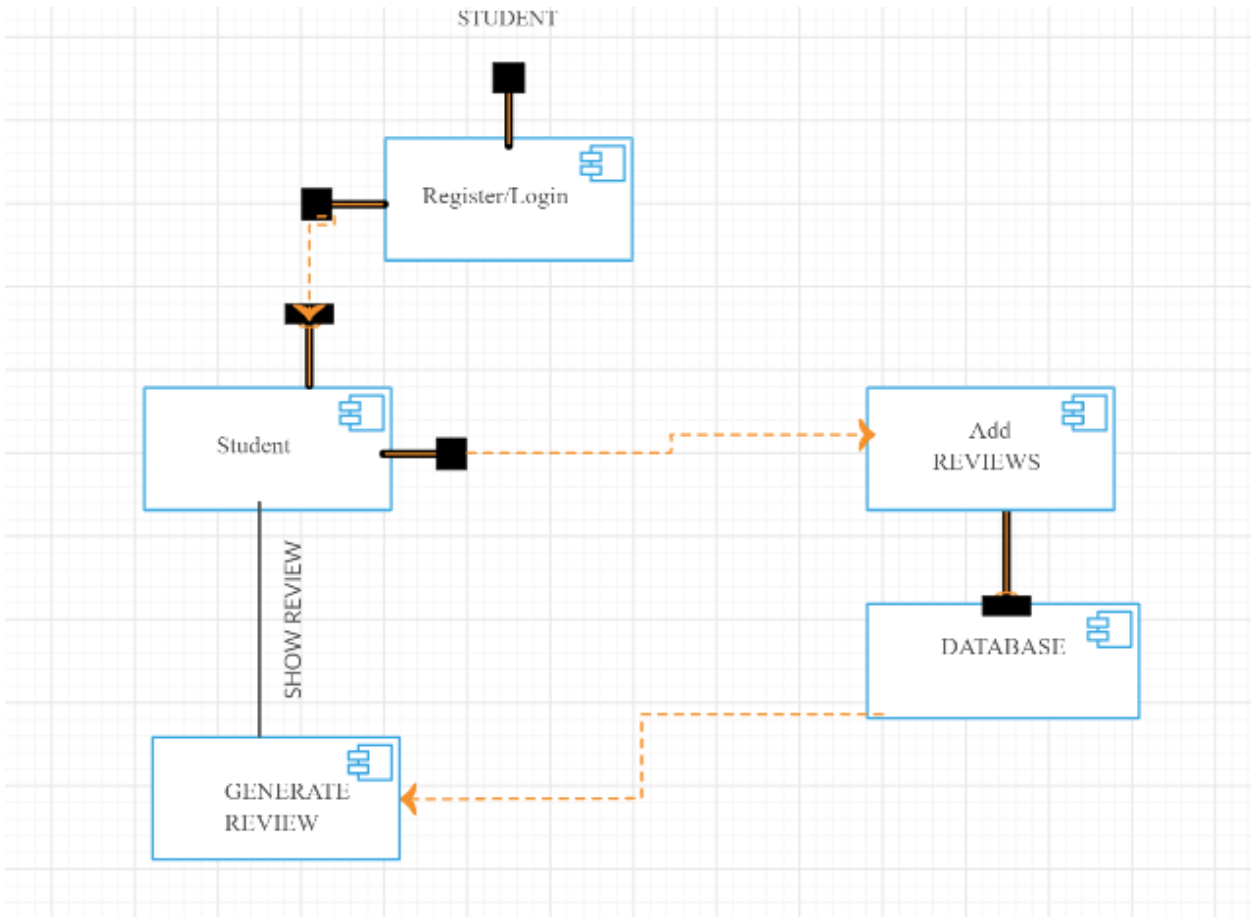 STUDENT
Register/Login
Student
Add
REVIEWS
SHOW REVIEW
DATABASE
GENERATE
REVIEW